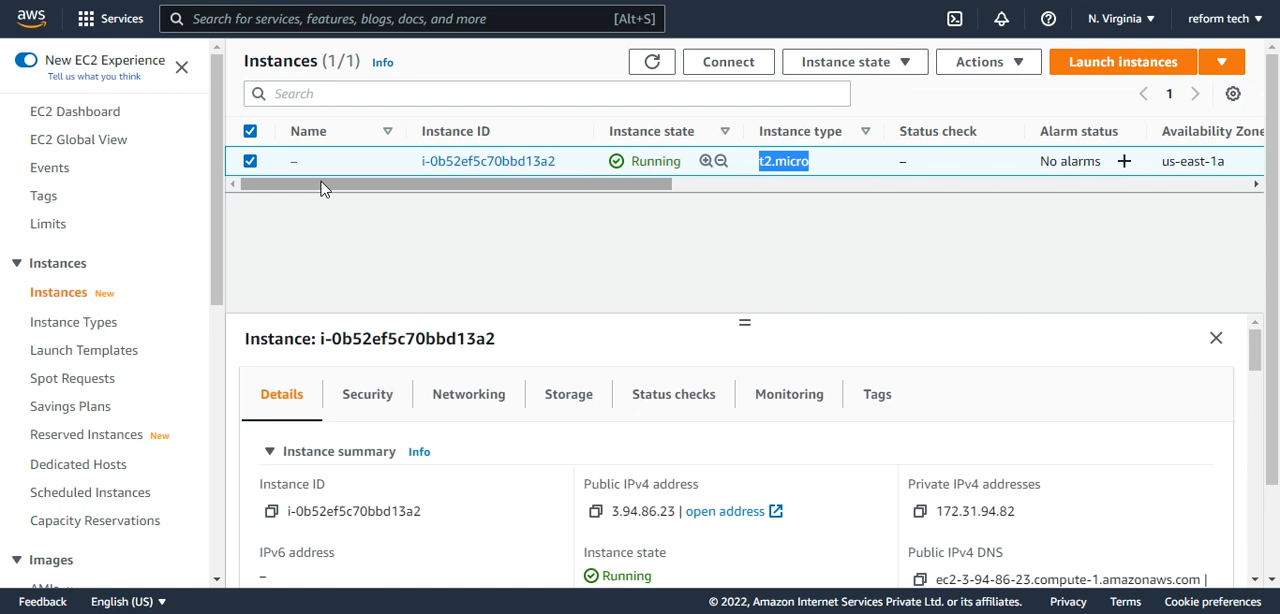 aws Services Search for services, features, blogs, docs, and more [Alt+S] N. Virginia ▼ reform tech ▼
New EC2 Experience
Tell us what you think
EC2 Dashboard
EC2 Global View
Events
Tags
Limits
▼ Instances
Instances New
Instance Types
Launch Templates
Spot Requests
Savings Plans
Reserved Instances New
Dedicated Hosts
Scheduled Instances
Capacity Reservations
▼ Images
Instances (1/1) Info Connect Instance state ▼ Actions ▼ Launch instances ▼
Search 1
Name Instance ID Instance state Instance type Status check Alarm status Availability Zone
– i-0b52ef5c70bbd13a2 Running t2.micro – No alarms + us-east-1a
Instance: i-0b52ef5c70bbd13a2
Details Security Networking Storage Status checks Monitoring Tags
▼ Instance summary Info
Instance ID Public IPv4 address Private IPv4 addresses
i-0b52ef5c70bbd13a2 3.94.86.23 | open address 172.31.94.82
IPv6 address Instance state Public IPv4 DNS
– Running ec2-3-94-86-23.compute-1.amazonaws.com |
Feedback English (US) ▼ © 2022, Amazon Internet Services Private Ltd. or its affiliates. Privacy Terms Cookie preferences